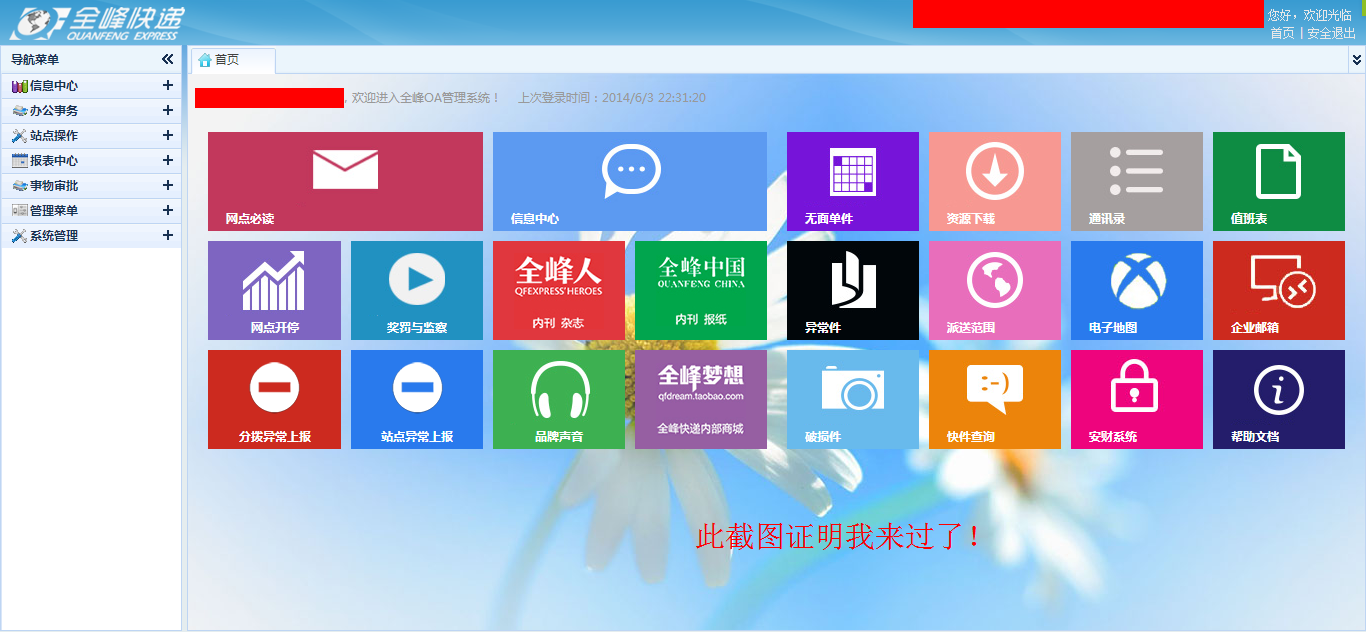 全峰快递
QUANFENG EXPRESS
您好，欢迎光临
首页 | 安全退出
导航菜单
首页
信息中心
办公事务
站点操作
报表中心
事物审批
管理菜单
系统管理
，欢迎进入全峰OA管理系统！ 上次登录时间：2014/6/3 22:31:20
网点必读
信息中心
无面单件
资源下载
通讯录
值班表
网点开停
奖罚与监察
全峰人
QFEXPRESS'HEROES
内刊 杂志
全峰中国
QUANFENG CHINA
内刊 报纸
异常件
派送范围
电子地图
企业邮箱
分拨异常上报
站点异常上报
品牌声音
全峰梦想
qfdream.taobao.com
全峰快递内部商城
破损件
快件查询
安财系统
帮助文档
此截图证明我来过了！